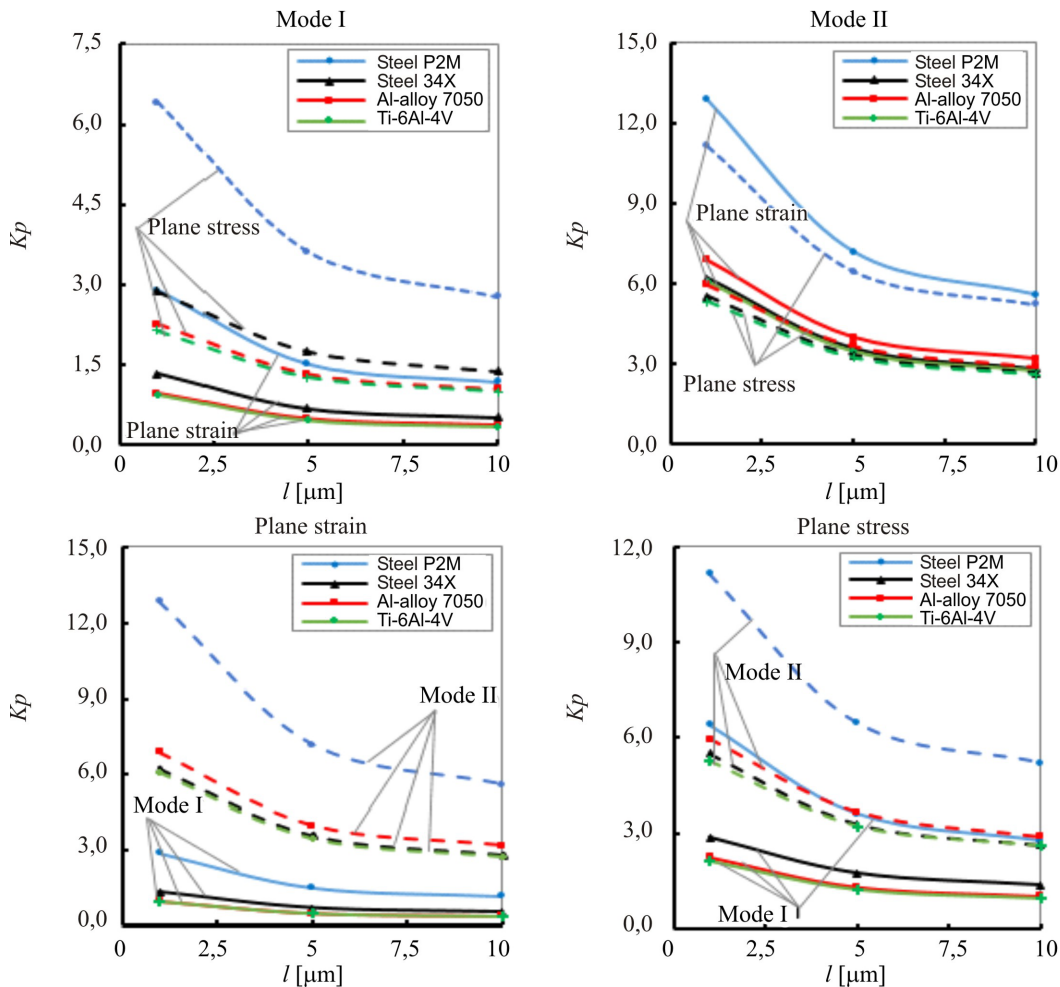 Mode I
7,5
6,0
4,5
3,0
1,5
0,0
Kp
Steel P2M
Steel 34X
Al-alloy 7050
Ti-6Al-4V
Plane stress
Plane strain
0 2,5 5 7,5 10
l [μm]
Mode II
15,0
12,0
9,0
6,0
3,0
0,0
Kp
Steel P2M
Steel 34X
Al-alloy 7050
Ti-6Al-4V
Plane strain
Plane stress
0 2,5 5 7,5 10
l [μm]
Plane strain
15,0
12,0
9,0
6,0
3,0
0,0
Kp
Steel P2M
Steel 34X
Al-alloy 7050
Ti-6Al-4V
Mode II
Mode I
0 2,5 5 7,5 10
l [μm]
Plane stress
12,0
9,0
6,0
3,0
0,0
Kp
Steel P2M
Steel 34X
Al-alloy 7050
Ti-6Al-4V
Mode II
Mode I
0 2,5 5 7,5 10
l [μm]